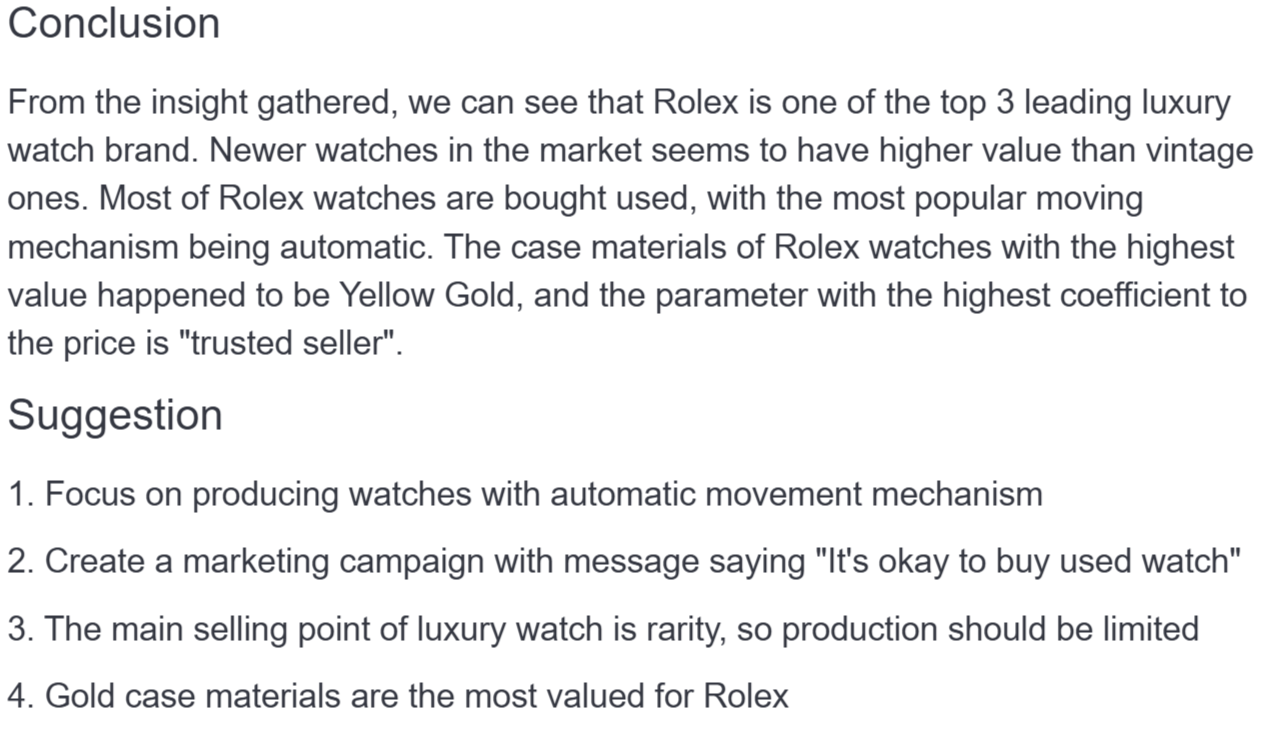 Conclusion
From the insight gathered, we can see that Rolex is one of the top 3 leading luxury
watch brand. Newer watches in the market seems to have higher value than vintage
ones. Most of Rolex watches are bought used, with the most popular moving
mechanism being automatic. The case materials of Rolex watches with the highest
value happened to be Yellow Gold, and the parameter with the highest coefficient to
the price is "trusted seller".
Suggestion
1. Focus on producing watches with automatic movement mechanism
2. Create a marketing campaign with message saying "It's okay to buy used watch"
3. The main selling point of luxury watch is rarity, so production should be limited
4. Gold case materials are the most valued for Rolex